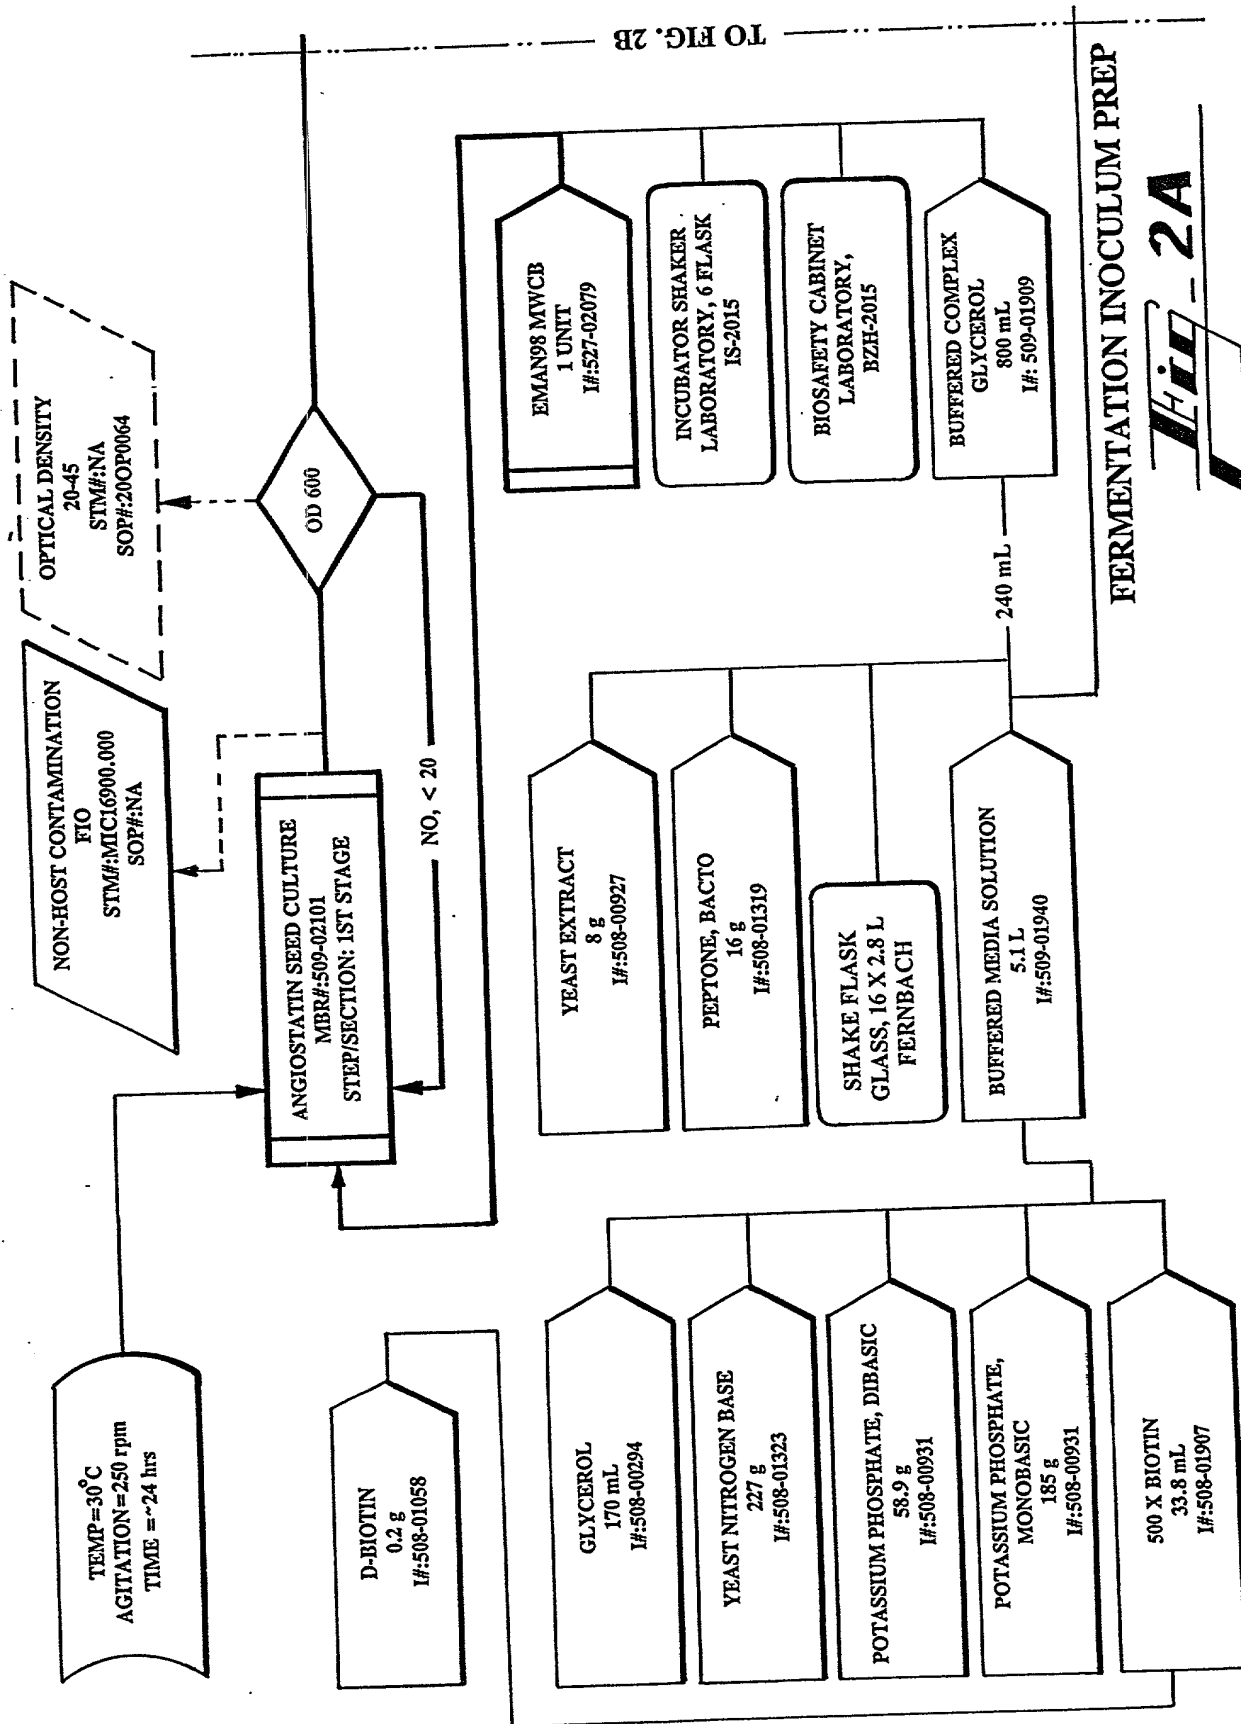 TEMP=30°C
AGITATION=250 rpm
TIME =~24 hrs
NON-HOST CONTAMINATION
FIO
STM#:MIC16900.000
SOP#:NA
OPTICAL DENSITY
20-45
STM#:NA
SOP#:20OP0064
ANGIOSTATIN SEED CULTURE
MBR#:509-02101
STEP/SECTION: 1ST STAGE
OD 600
NO, < 20
TO FIG. 2B
D-BIOTIN
0.2 g
I#:508-01058
GLYCEROL
170 mL
I#:508-00294
YEAST NITROGEN BASE
227 g
I#:508-01323
POTASSIUM PHOSPHATE, DIBASIC
58.9 g
I#:508-00931
POTASSIUM PHOSPHATE,
MONOBASIC
185 g
I#:508-00931
500 X BIOTIN
33.8 mL
I#:508-01907
YEAST EXTRACT
8 g
I#:508-00927
PEPTONE, BACTO
16 g
I#:508-01319
SHAKE FLASK
GLASS, 16 X 2.8 L
FERNBACH
BUFFERED MEDIA SOLUTION
5.1 L
I#:509-01940
240 mL
EMAN98 MWCB
1 UNIT
I#:527-02079
INCUBATOR SHAKER
LABORATORY, 6 FLASK
IS-2015
BIOSAFETY CABINET
LABORATORY,
BZH-2015
BUFFERED COMPLEX
GLYCEROL
800 mL
I#: 509-01909
FERMENTATION INOCULUM PREP
Fig_2A